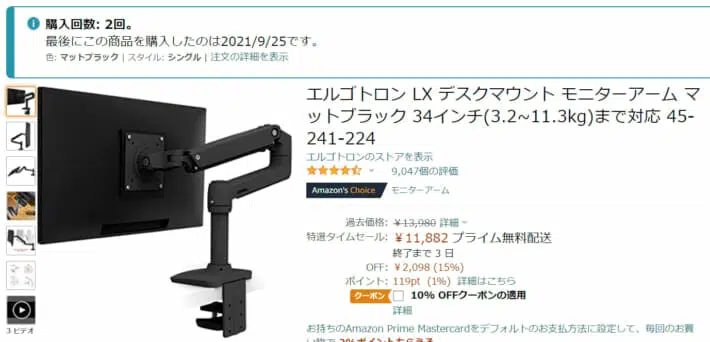 購入回数: 2回。
最後にこの商品を購入したのは2021/9/25です。
色: マットブラック | スタイル: シングル | 注文の詳細を表示
エルゴトロン LX デスクマウント モニターアーム マ
ットブラック 34インチ(3.2~11.3kg)まで対応 45-
241-224
エルゴトロンのストアを表示
9,047個の評価
Amazon's Choice モニターアーム
過去価格: ￥13,980 詳細
特選タイムセール: ￥11,882 プライム無料配送
終了まで 3 日
OFF: ￥2,098 (15%)
ポイント: 119pt (1%) 詳細はこちら
クーポン 10% OFFクーポンの適用
詳細
3 ビデオ
お持ちのAmazon Prime Mastercardをデフォルトのお支払方法に設定して、毎回のお買
い物で 2%ポイントもらえる